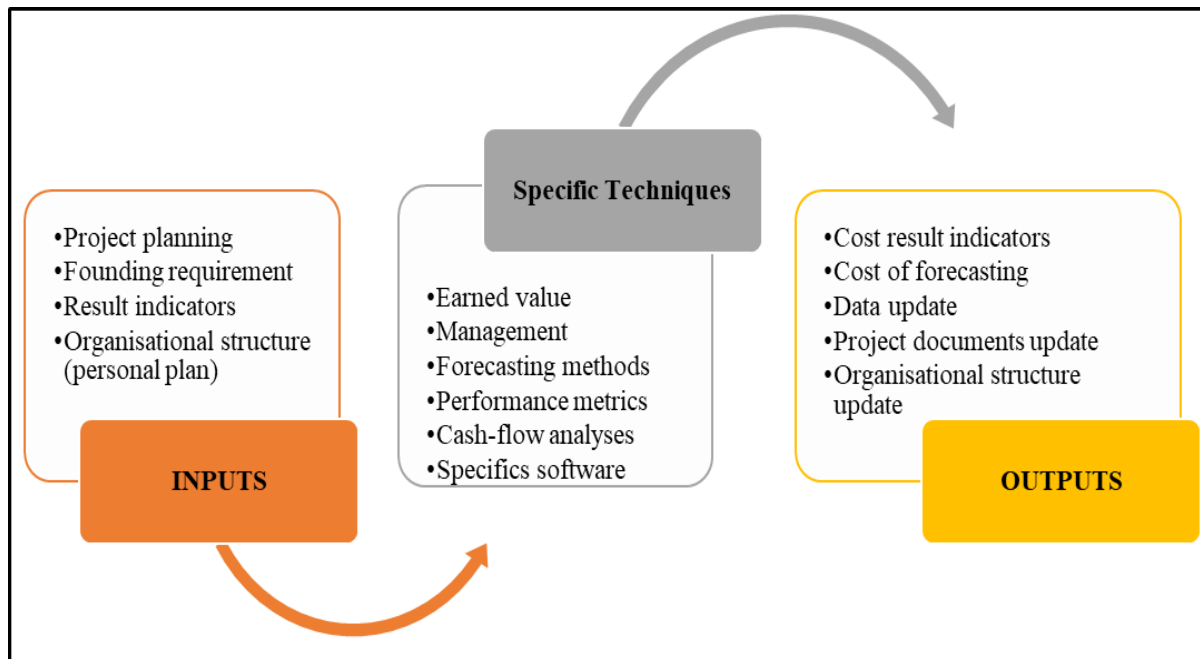 •Project planning
•Founding requirement
•Result indicators
•Organisational structure
(personal plan)
INPUTS
Specific Techniques
•Earned value
•Management
•Forecasting methods
•Performance metrics
•Cash-flow analyses
•Specifics software
•Cost result indicators
•Cost of forecasting
•Data update
•Project documents update
•Organisational structure
update
OUTPUTS